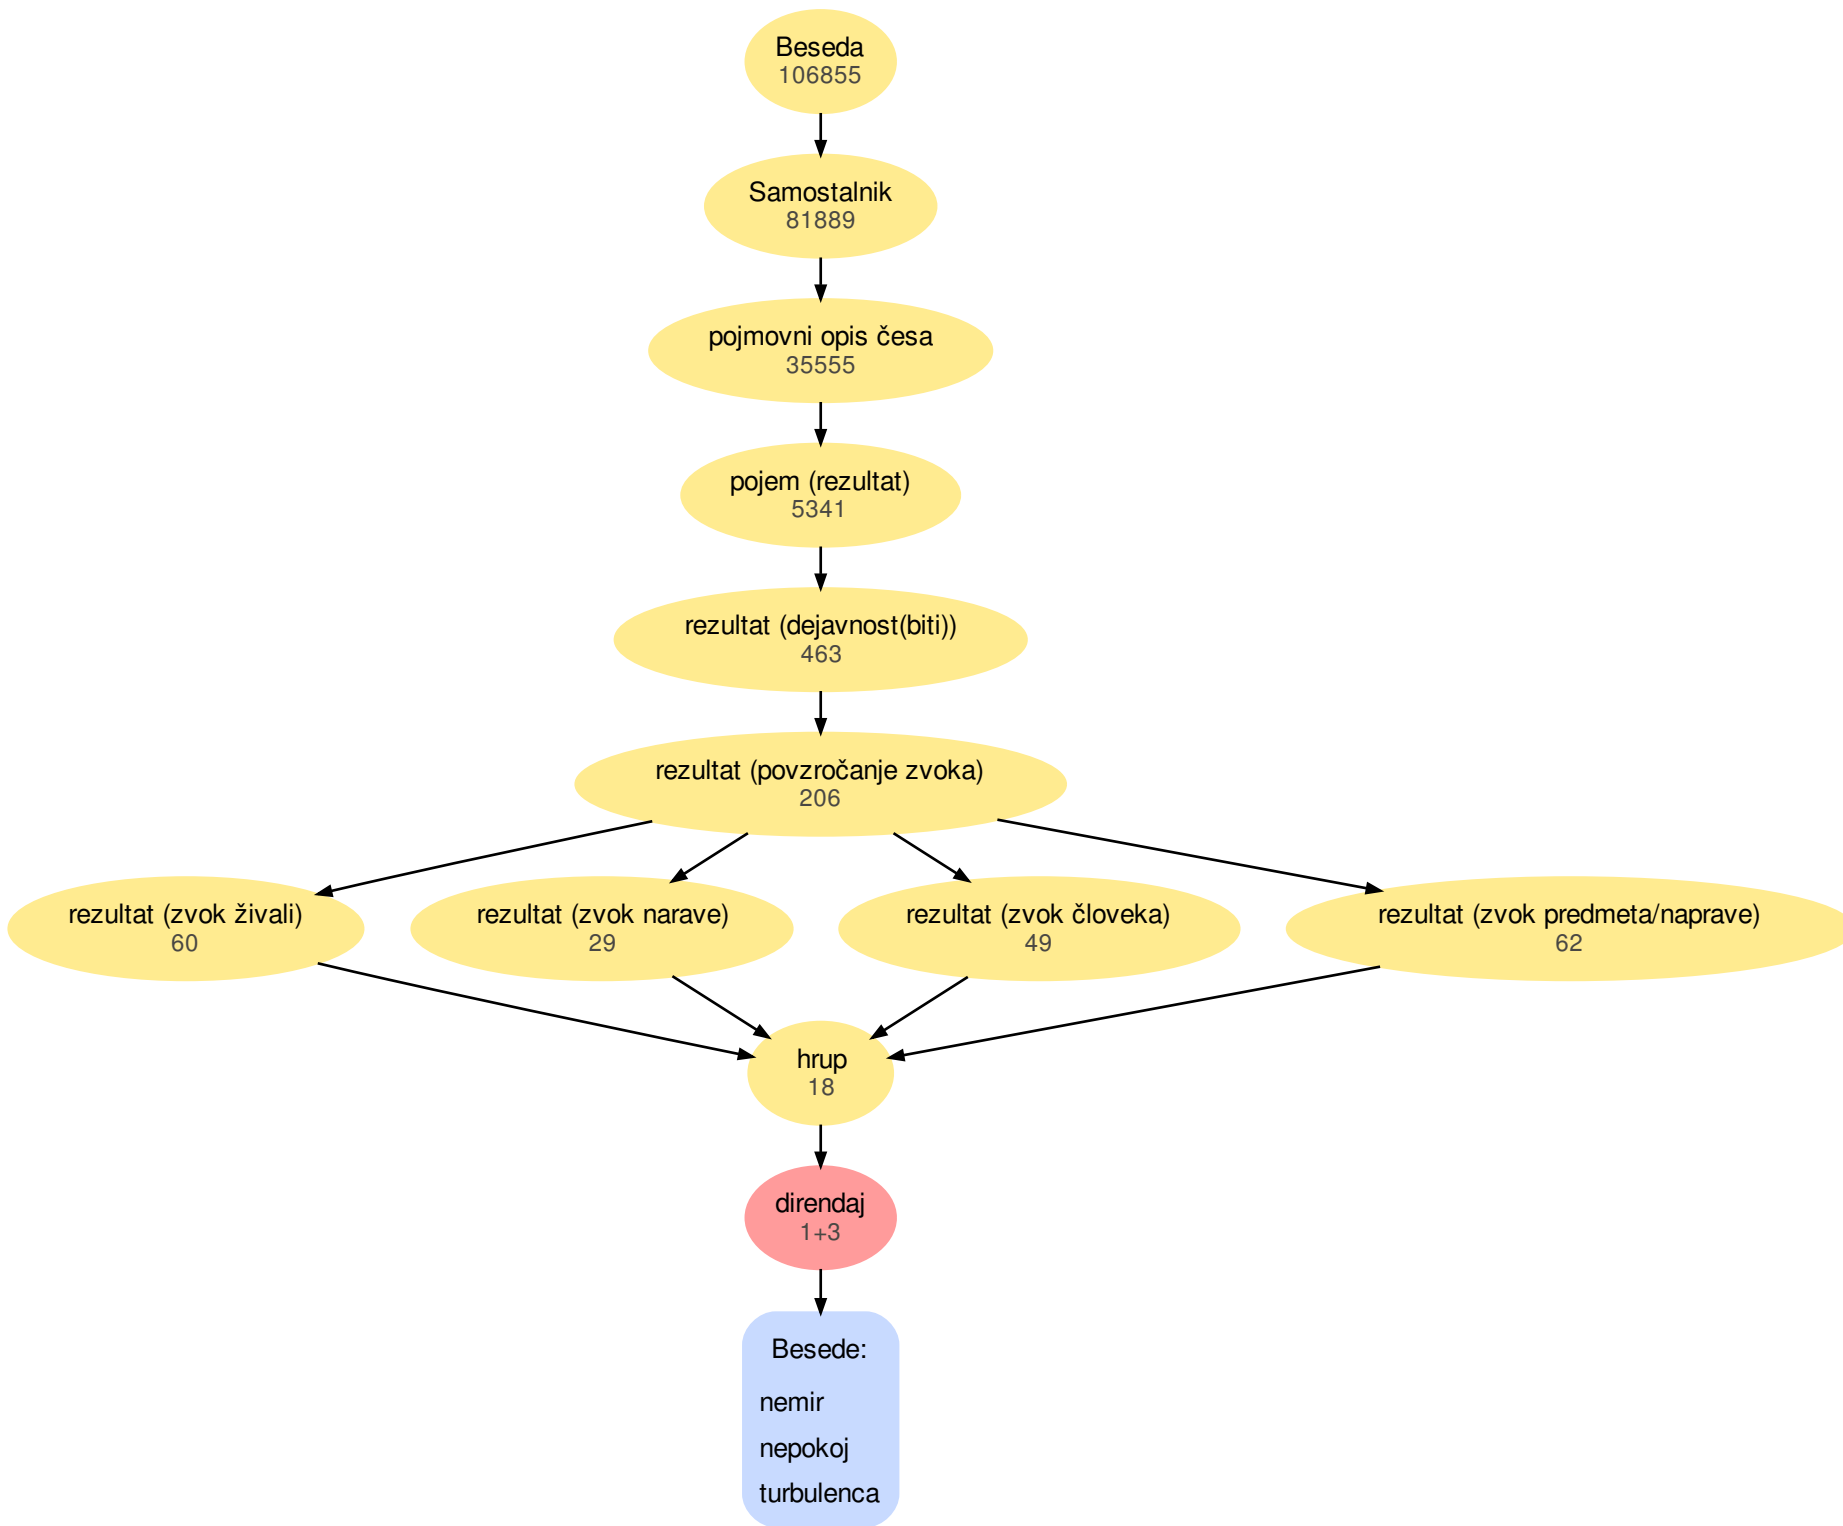 Beseda
106855
Samostalnik
81889
pojmovni opis česa
35555
pojem (rezultat)
5341
rezultat (dejavnost(biti))
463
rezultat (povzročanje zvoka)
206
rezultat (zvok živali)
60
rezultat (zvok narave)
29
rezultat (zvok človeka)
49
rezultat (zvok predmeta/naprave)
62
hrup
18
direndaj
1+3
Besede:
nemir
nepokoj
turbulenca